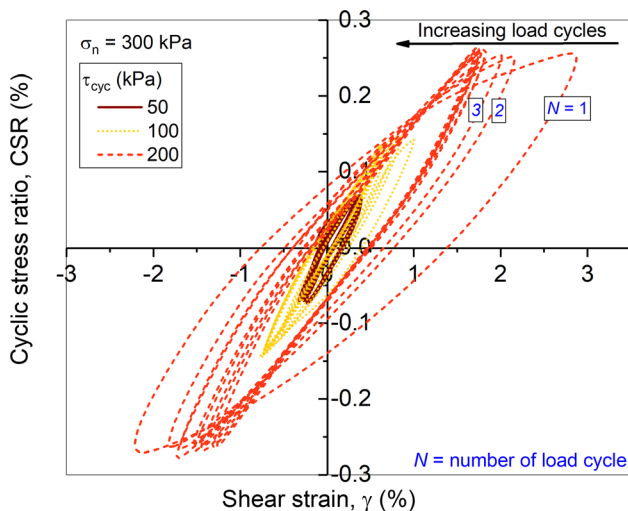 0.3
Increasing load cycles
σn = 300 kPa
τcyc (kPa)
50
100
200
0.2
3
2
N = 1
0.1
0.0
-3
-2
-1
0
1
2
3
-0.1
-0.2
-0.3
N = number of load cycle
Cyclic stress ratio, CSR (%)
Shear strain, γ (%)